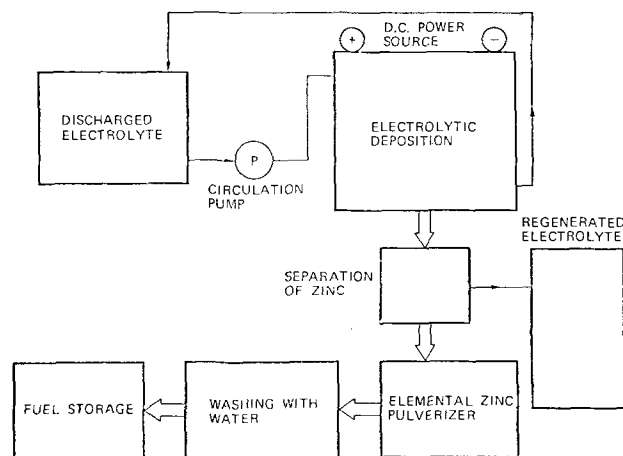 D.C. POWER
SOURCE
+
−
DISCHARGED
ELECTROLYTE
ELECTROLYTIC
DEPOSITION
P
CIRCULATION
PUMP
REGENERATED
ELECTROLYTE
SEPARATION
OF ZINC
FUEL STORAGE
WASHING WITH
WATER
ELEMENTAL ZINC
PULVERIZER